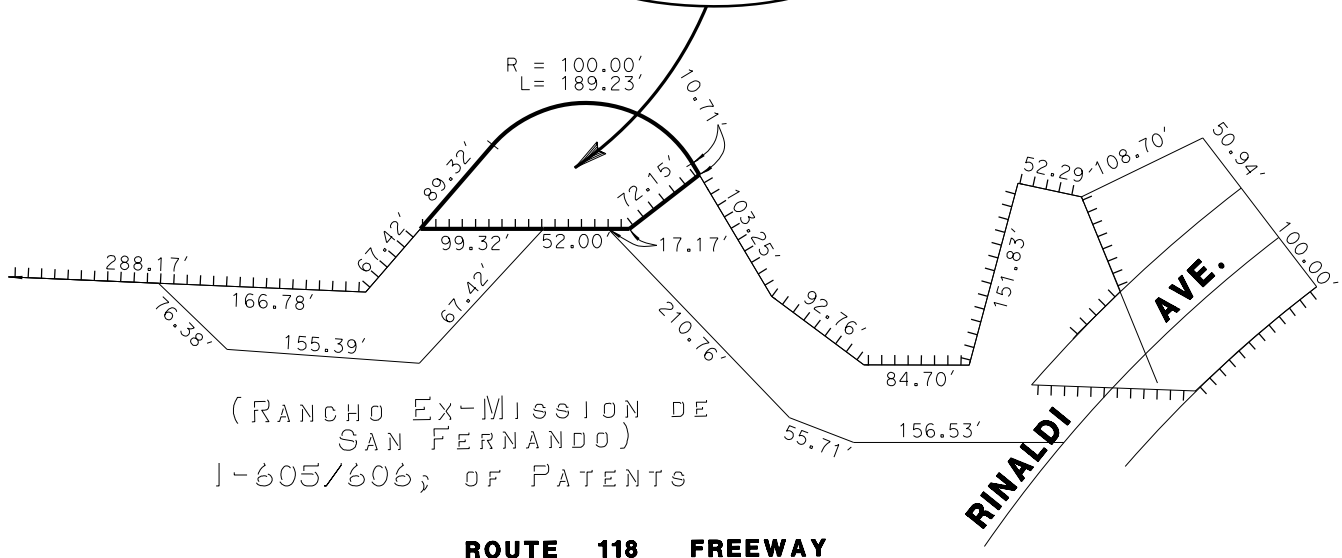 R = 100.00'
L= 189.23'
10.71'
89.32'
72.15'
103.25'
52.29'
108.70'
50.94'
100.00'
67.42'
99.32'
52.00'
17.17'
288.17'
166.78'
67.42'
151.83'
AVE.
76.38'
155.39'
210.76'
92.76'
84.70'
(RANCHO EX-MISSION DE
SAN FERNANDO)
1-605/606; OF PATENTS
55.71'
156.53'
RINALDI
ROUTE 118 FREEWAY